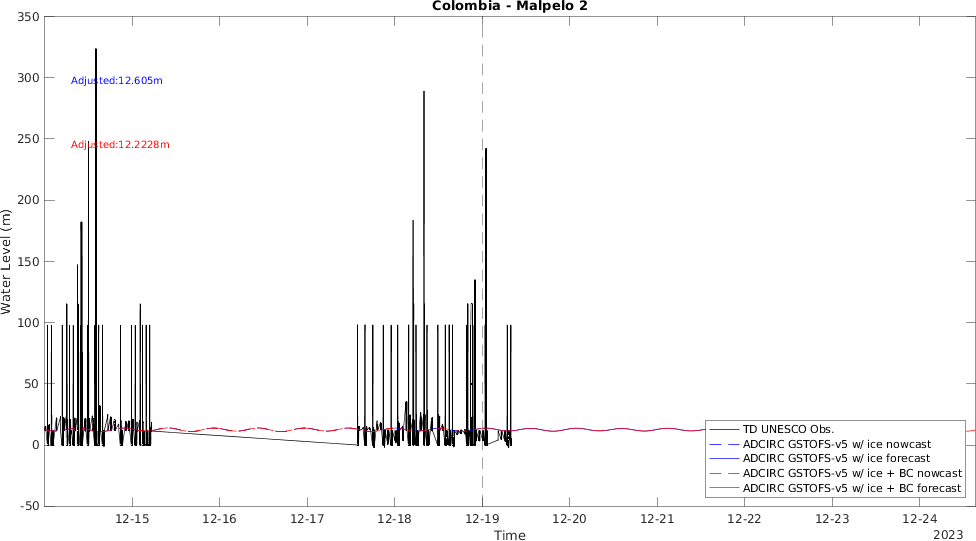 Colombia - Malpelo 2
350
300
250
200
150
100
50
0
-50
Water Level (m)
Adjusted:12.605m
Adjusted:12.2228m
TD UNESCO Obs.
ADCIRC GSTOFS-v5 w/ ice nowcast
ADCIRC GSTOFS-v5 w/ ice forecast
ADCIRC GSTOFS-v5 w/ ice + BC nowcast
ADCIRC GSTOFS-v5 w/ ice + BC forecast
12-15 12-16 12-17 12-18 12-19 12-20 12-21 12-22 12-23 12-24
Time
2023